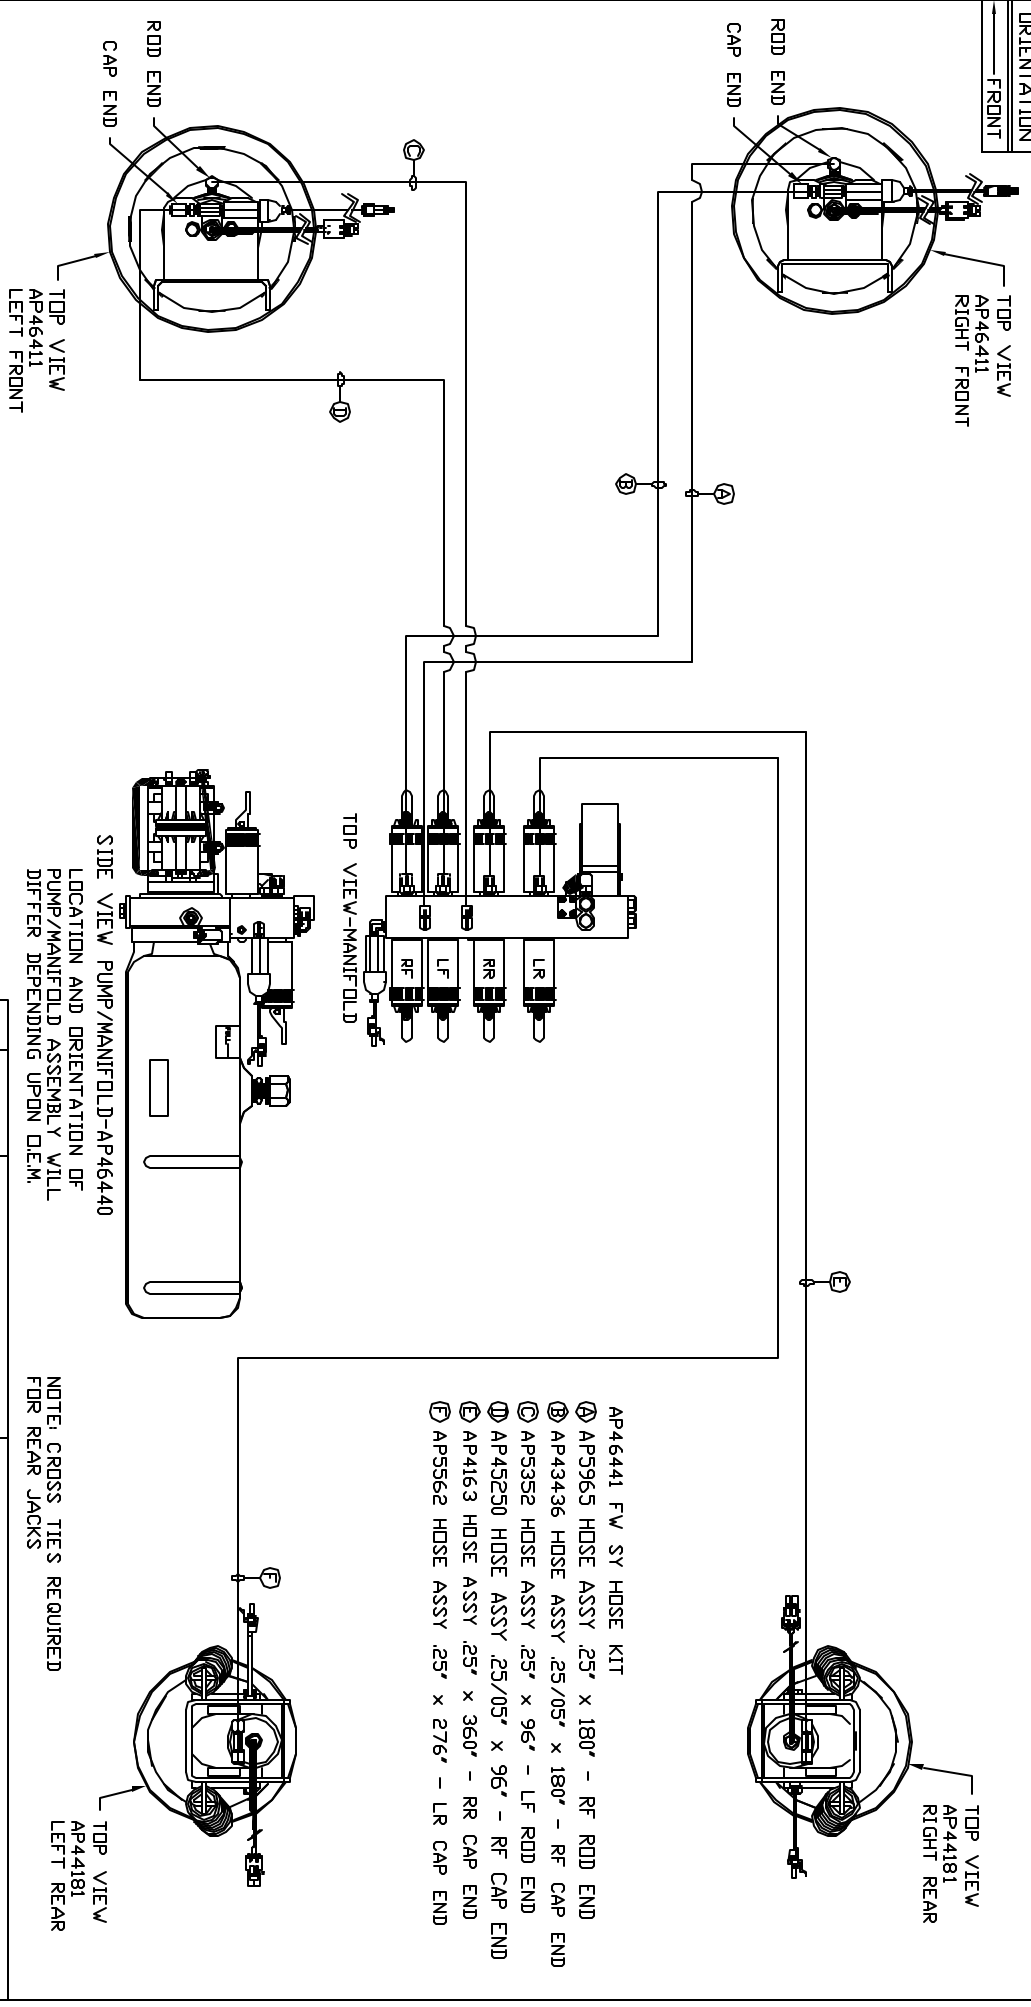 ORIENTATION
FRONT
ROD END
CAP END
TOP VIEW
AP46411
RIGHT FRONT
A
B
ROD END
CAP END
C
D
TOP VIEW
AP46411
LEFT FRONT
RF
LF
RR
LR
TOP VIEW-MANIFOLD
FILL
SIDE VIEW PUMP/MANIFOLD-AP46440
LOCATION AND ORIENTATION OF
PUMP/MANIFOLD ASSEMBLY WILL
DIFFER DEPENDING UPON O.E.M.
E
AP46441 FW SY HOSE KIT
A AP5965 HOSE ASSY .25" x 180" - RF ROD END
B AP43436 HOSE ASSY .25/05" x 180" - RF CAP END
C AP5352 HOSE ASSY .25" x 96" - LF ROD END
D AP45250 HOSE ASSY .25/05" x 96" - RF CAP END
E AP4163 HOSE ASSY .25" x 360" - RR CAP END
F AP5562 HOSE ASSY .25" x 276" - LR CAP END
F
TOP VIEW
AP44181
RIGHT REAR
TOP VIEW
AP44181
LEFT REAR
NOTE: CROSS TIES REQUIRED
FOR REAR JACKS